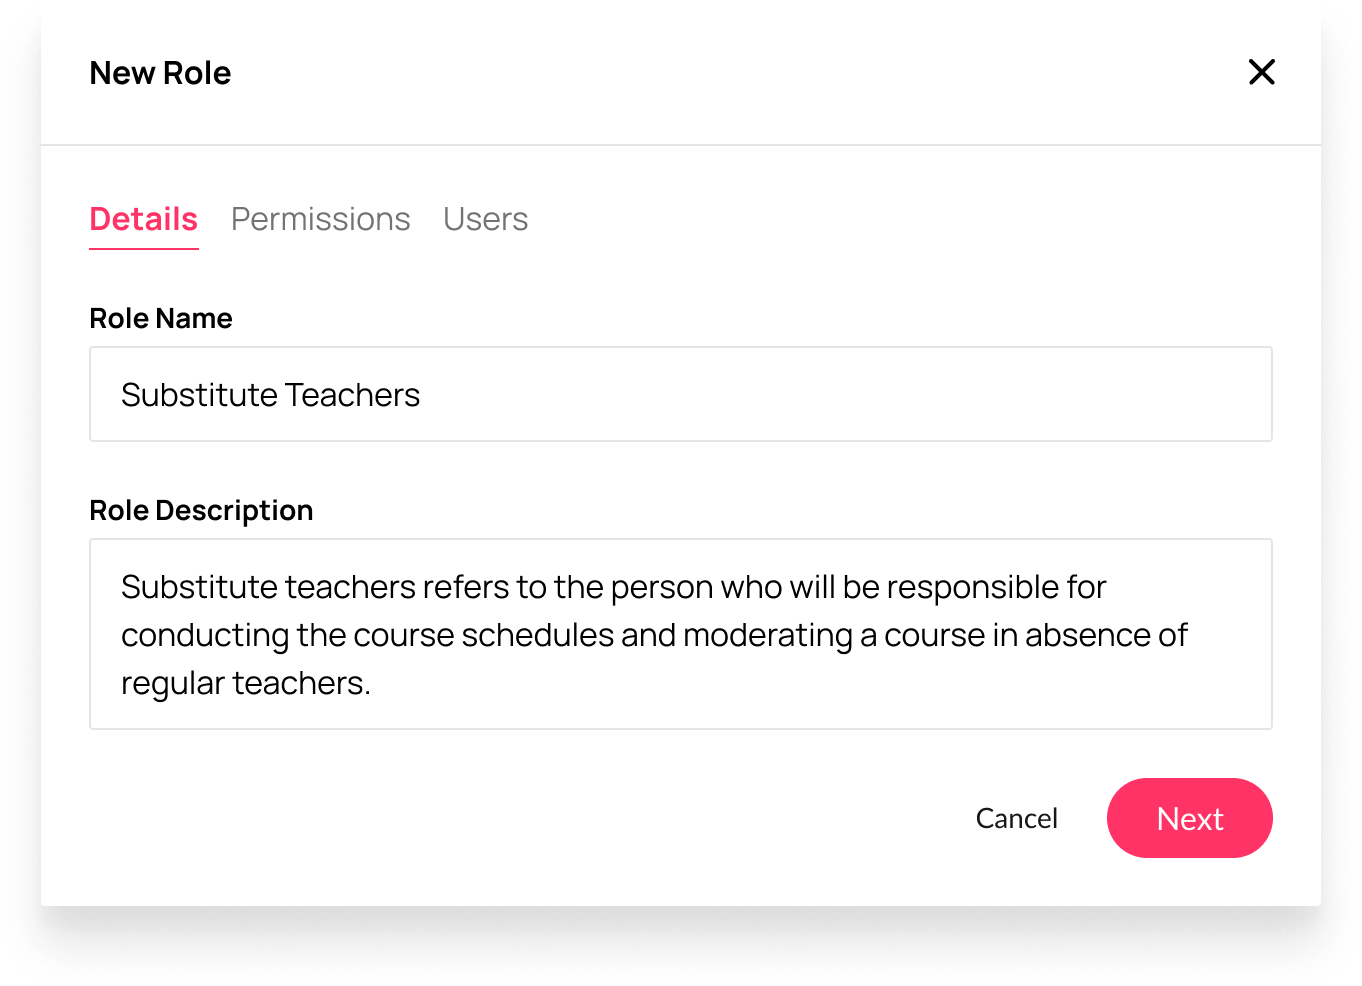 New Role
Details Permissions Users
Role Name
Substitute Teachers
Role Description
Substitute teachers refers to the person who will be responsible for
conducting the course schedules and moderating a course in absence of
regular teachers.
Cancel Next